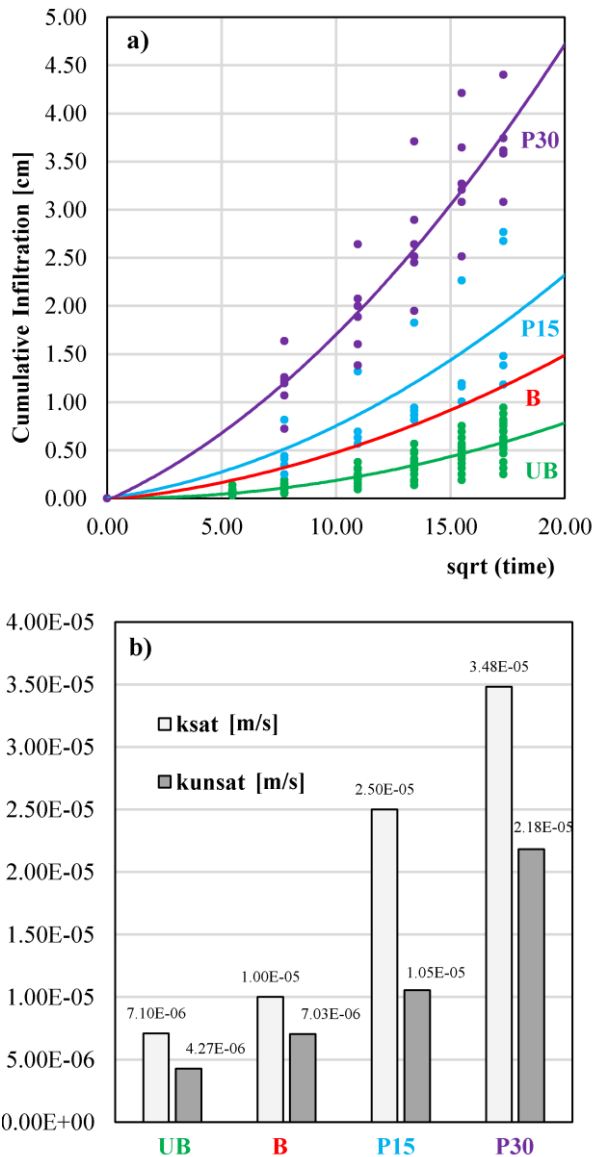 a)
5.00
4.50
4.00
3.50
3.00
2.50
2.00
1.50
1.00
0.50
0.00
Cumulative Infiltration [cm]
P30
P15
B
UB
0.00 5.00 10.00 15.00 20.00
sqrt (time)
b)
4.00E-05
3.50E-05
3.00E-05
2.50E-05
2.00E-05
1.50E-05
1.00E-05
5.00E-06
0.00E+00
ksat [m/s]
kunsat [m/s]
7.10E-06
4.27E-06
1.00E-05
7.03E-06
2.50E-05
1.05E-05
3.48E-05
2.18E-05
UB B P15 P30